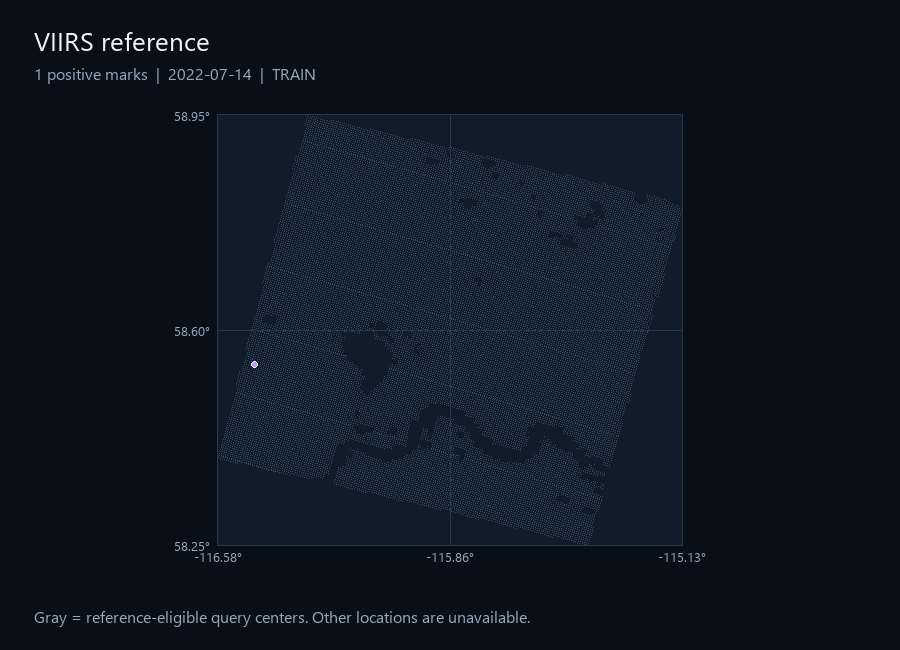 VIIRS reference
1 positive marks | 2022-07-14 | TRAIN
58.95°
58.60°
58.25°
-116.58°
-115.86°
-115.13°
Gray = reference-eligible query centers. Other locations are unavailable.